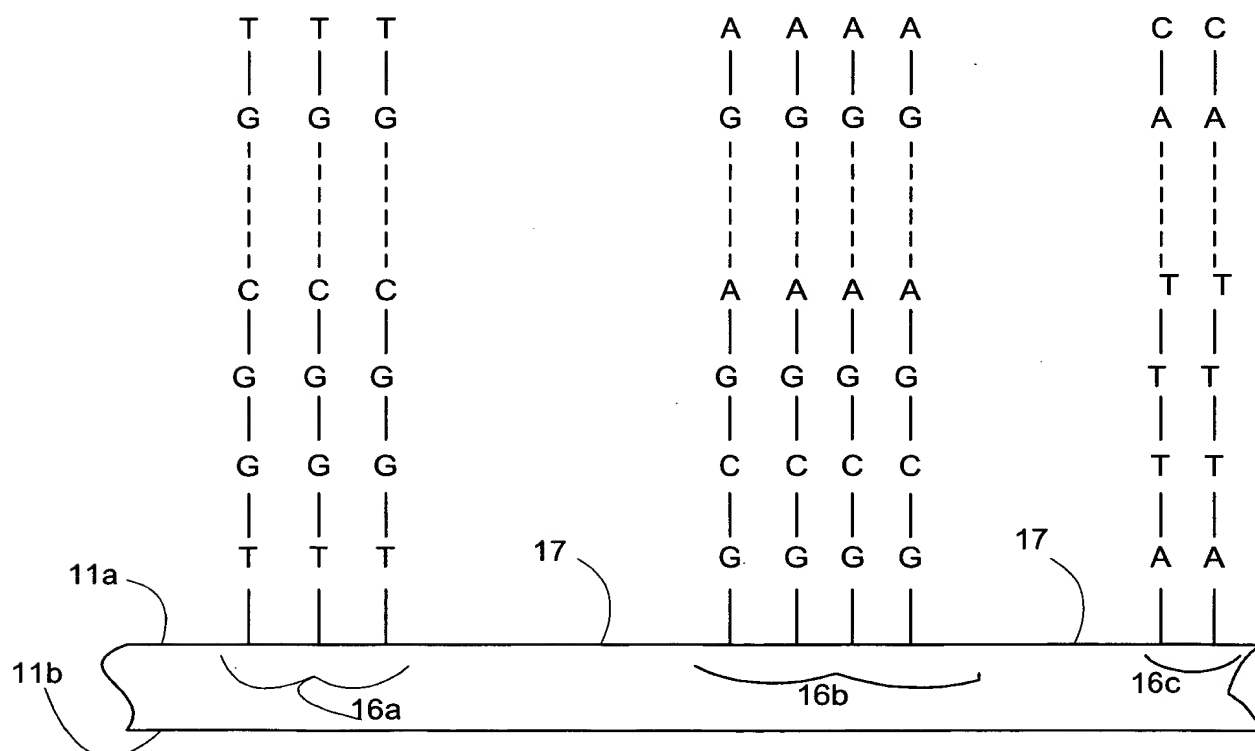 T T T A A A A C C
G G G G G G G A A
C C C A A A A T T
G G G G G G G T T
G G G C C C C T T
T T T G G G G A A
11a 17 17
11b 16a 16b 16c